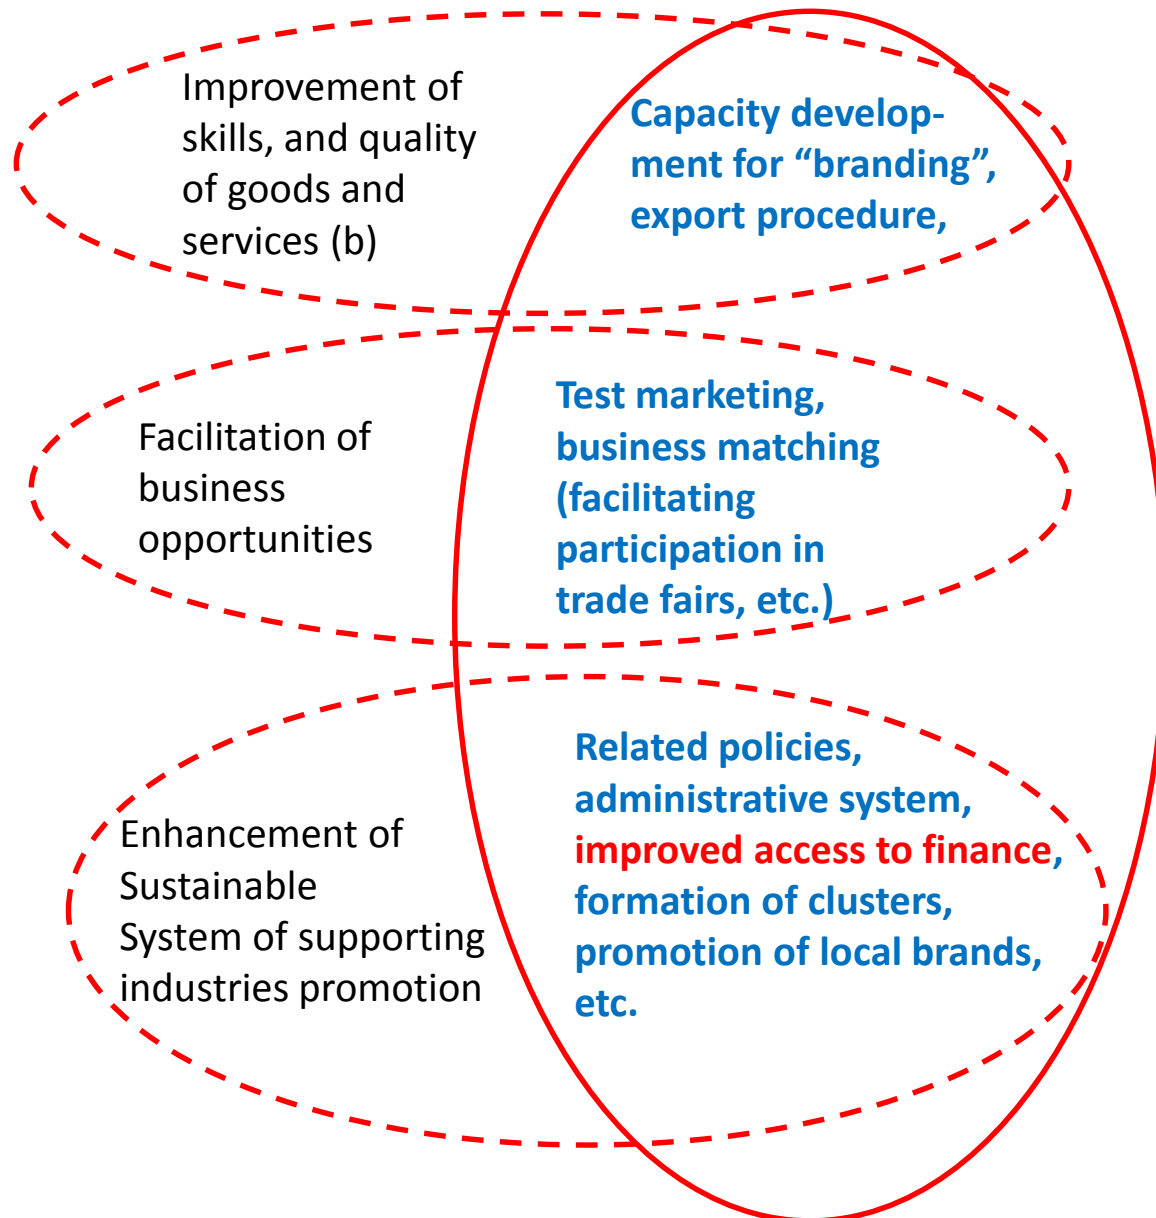 Improvement of
skills, and quality
of goods and
services (b)
Capacity develop-
ment for “branding”,
export procedure,
Facilitation of
business
opportunities
Test marketing,
business matching
(facilitating
participation in
trade fairs, etc.)
Enhancement of
Sustainable
System of supporting
industries promotion
Related policies,
administrative system,
improved access to finance,
formation of clusters,
promotion of local brands,
etc.